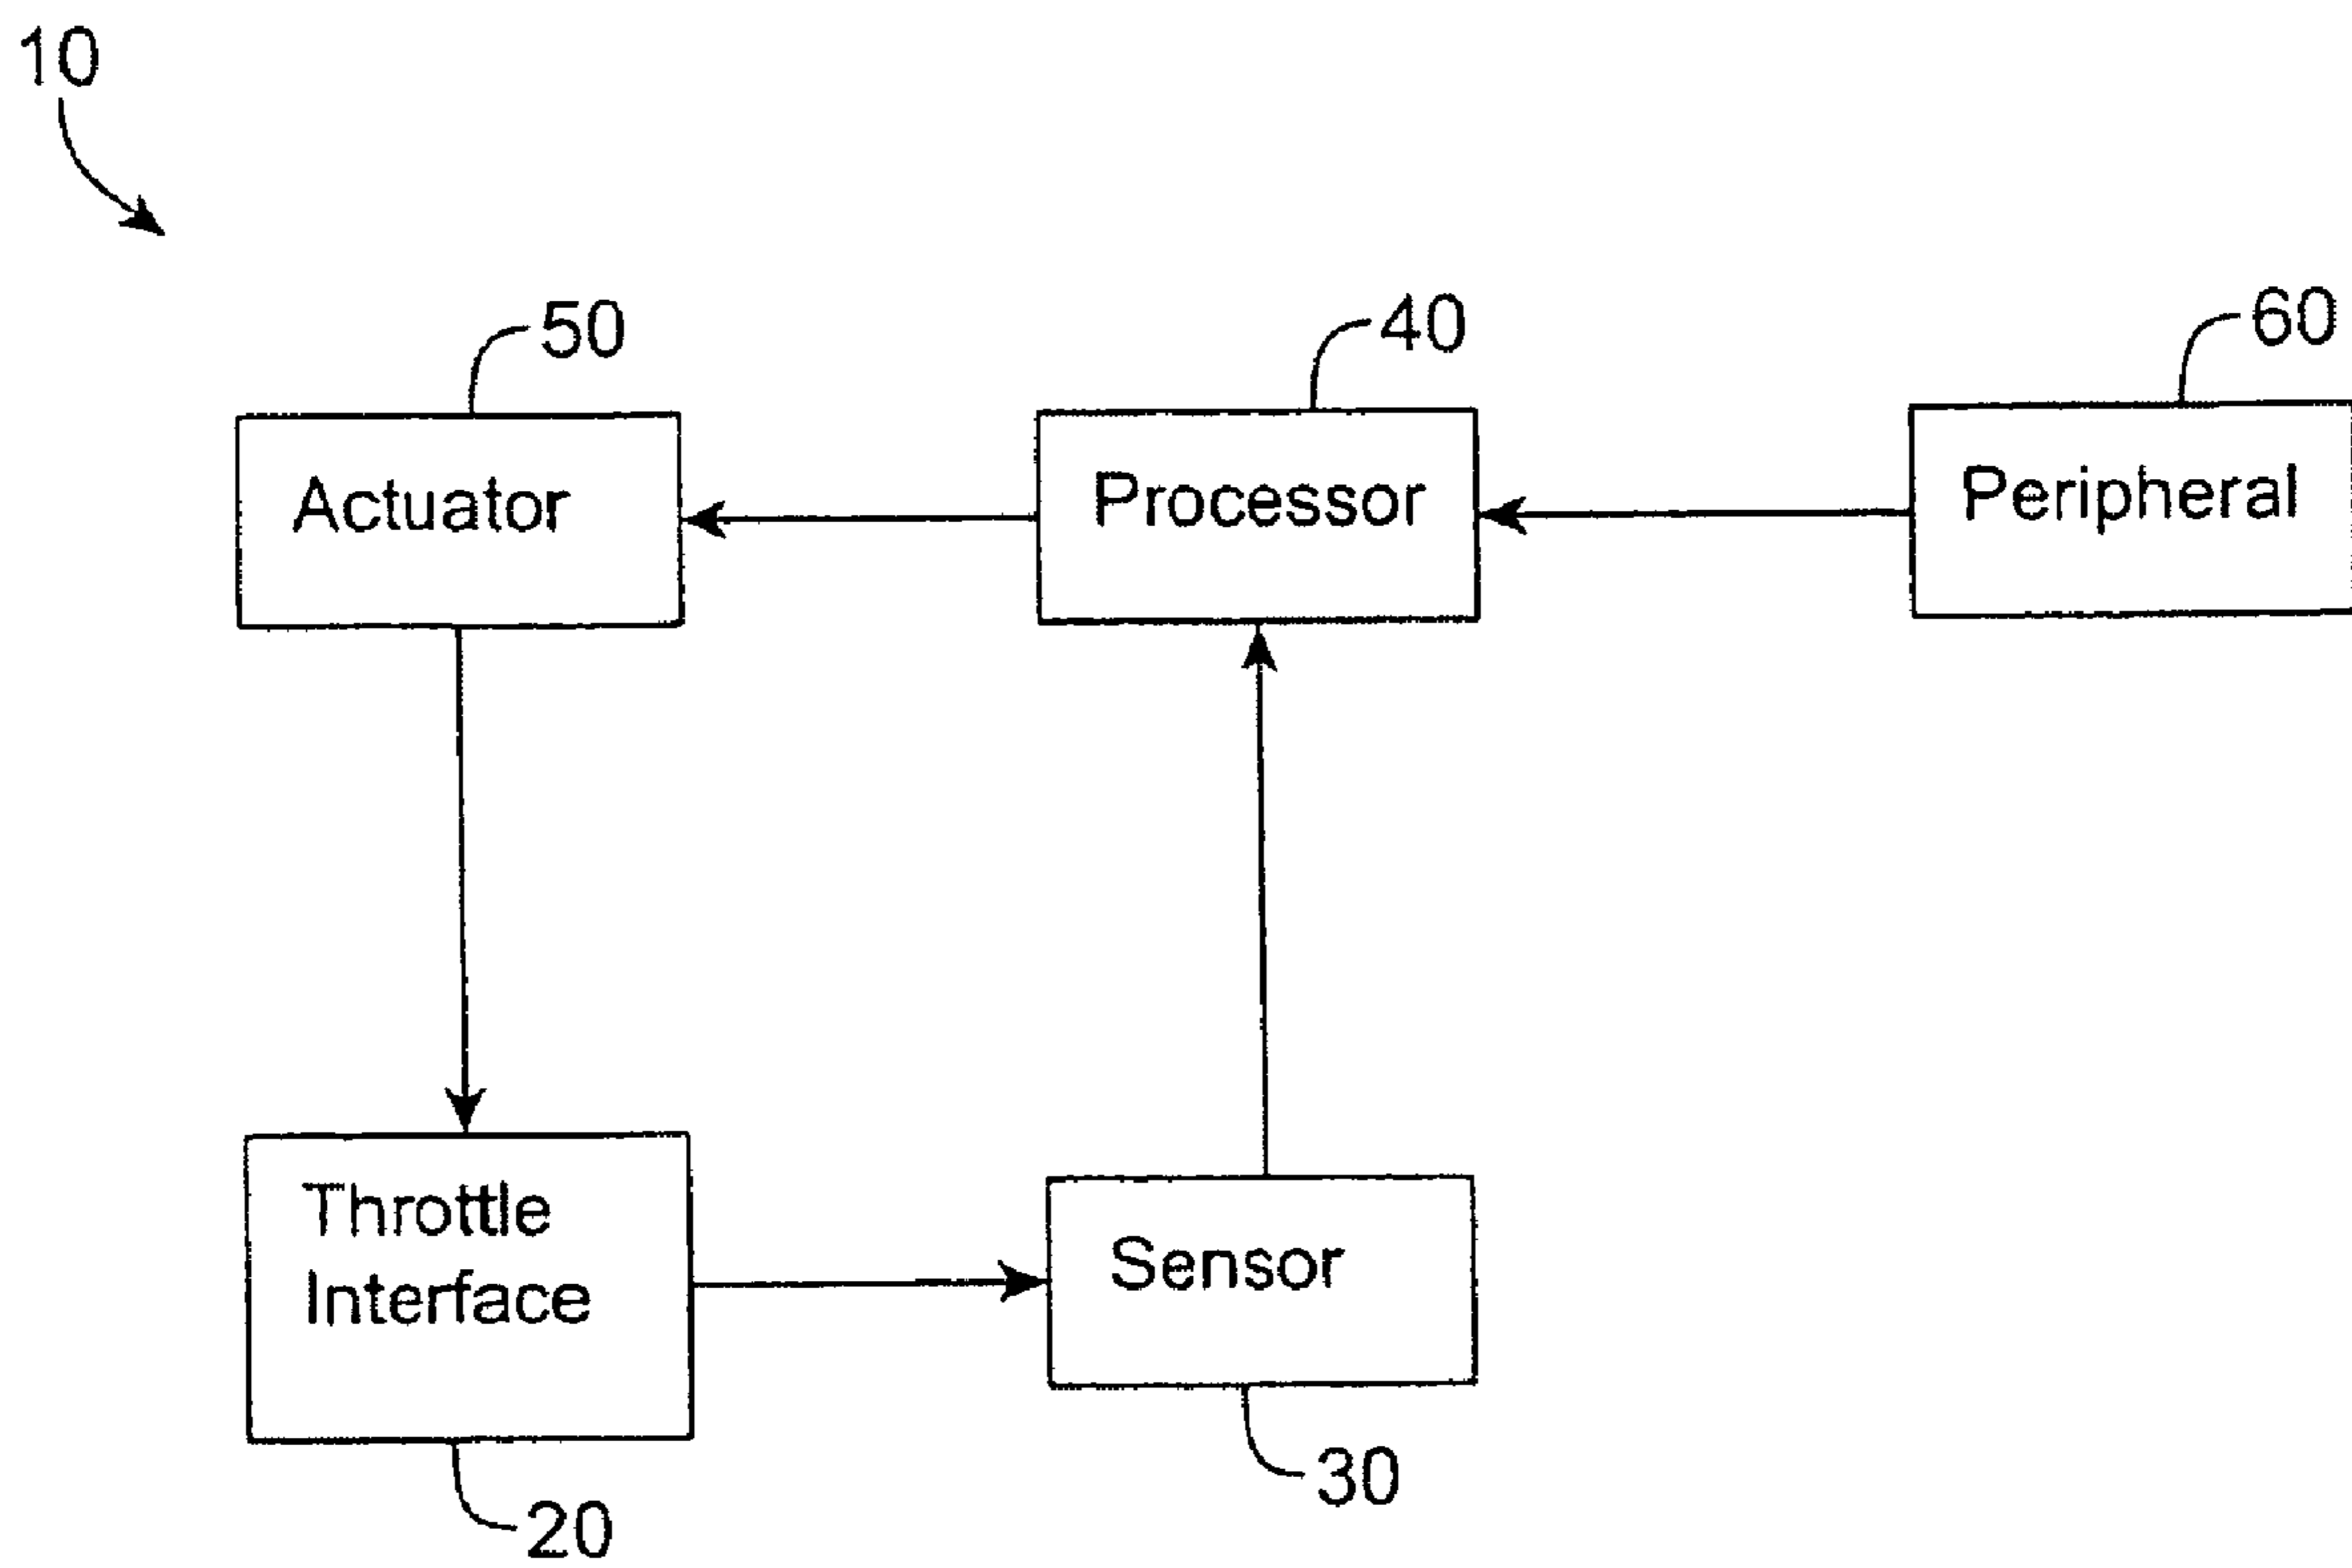 10
50
40
60
Actuator
Processor
Peripheral
Throttle
Interface
Sensor
30
20